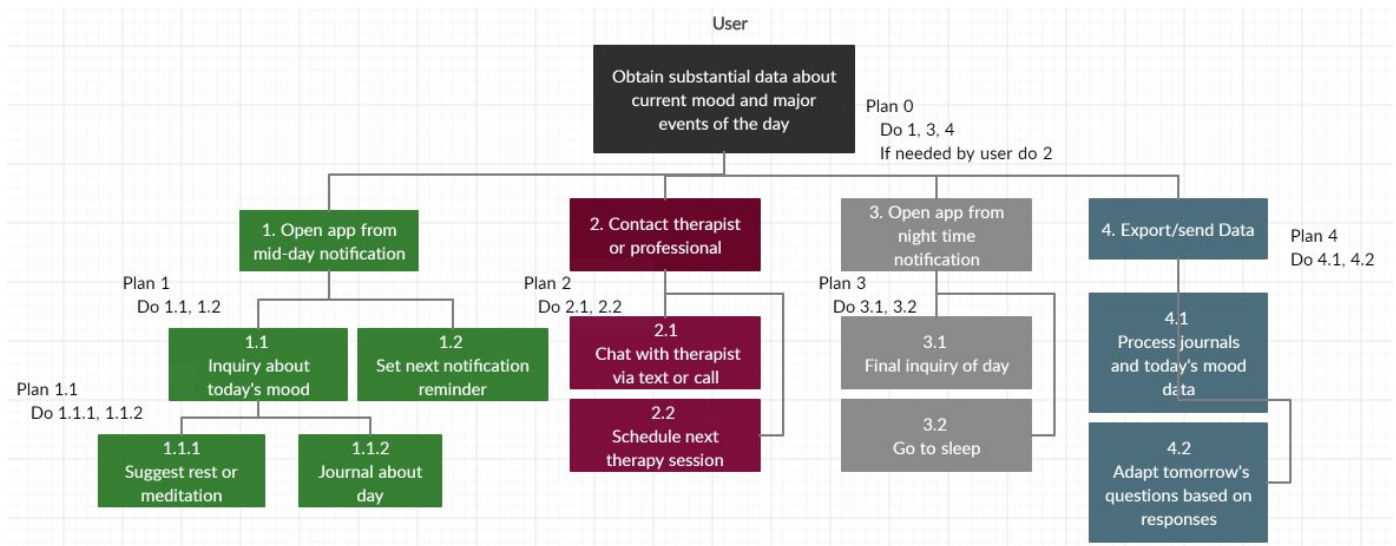 User
Obtain substantial data about
current mood and major
events of the day
Plan 0
Do 1, 3, 4
If needed by user do 2
1. Open app from
mid-day notification
2. Contact therapist
or professional
3. Open app from
night time
notification
4. Export/send Data
Plan 4
Do 4.1, 4.2
Plan 1
Do 1.1, 1.2
Plan 2
Do 2.1, 2.2
Plan 3
Do 3.1, 3.2
1.1
Inquiry about
today's mood
1.2
Set next notification
reminder
2.1
Chat with therapist
via text or call
3.1
Final inquiry of day
4.1
Process journals
and today's mood
data
Plan 1.1
Do 1.1.1, 1.1.2
1.1.1
Suggest rest or
meditation
1.1.2
Journal about
day
2.2
Schedule next
therapy session
3.2
Go to sleep
4.2
Adapt tomorrow's
questions based on
responses